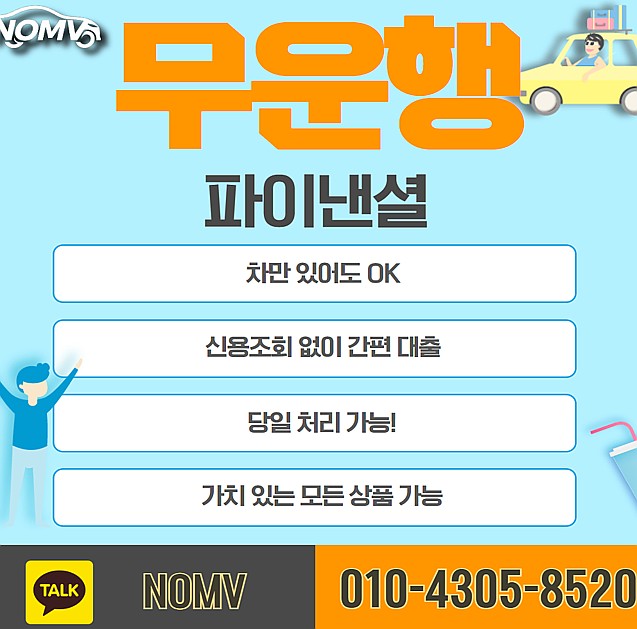 NOMV
무운행
파이낸셜
차만 있어도 OK
신용조회 없이 간편 대출
당일 처리 가능!
가치 있는 모든 상품 가능
TALK
NOMV
010-4305-8520